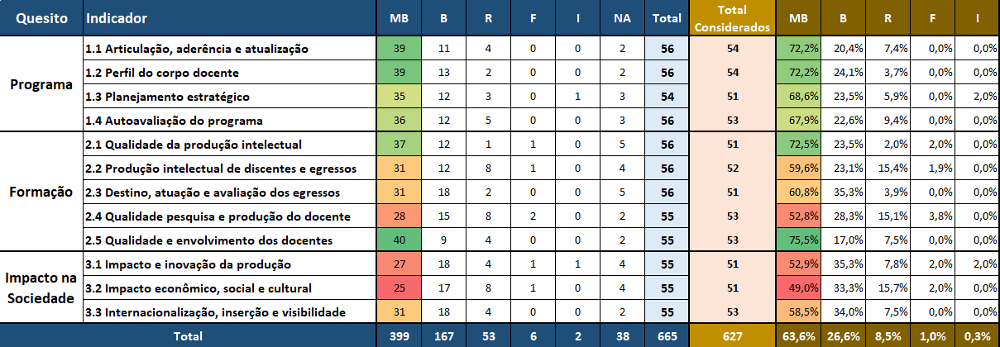 Quesito Indicador MB B R F I NA Total Total Considerados MB B R F I
Programa
1.1 Articulação, aderência e atualização 39 11 4 0 0 2 56 54 72,2% 20,4% 7,4% 0,0% 0,0%
1.2 Perfil do corpo docente 39 13 2 0 0 2 56 54 72,2% 24,1% 3,7% 0,0% 0,0%
1.3 Planejamento estratégico 35 12 3 0 1 3 54 51 68,6% 23,5% 5,9% 0,0% 2,0%
1.4 Autoavaliação do programa 36 12 5 0 0 3 56 53 67,9% 22,6% 9,4% 0,0% 0,0%
Formação
2.1 Qualidade da produção intelectual 37 12 1 1 0 5 56 51 72,5% 23,5% 2,0% 2,0% 0,0%
2.2 Produção intelectual de discentes e egressos 31 12 8 1 0 4 56 52 59,6% 23,1% 15,4% 1,9% 0,0%
2.3 Destino, atuação e avaliação dos egressos 31 18 2 0 0 5 56 51 60,8% 35,3% 3,9% 0,0% 0,0%
2.4 Qualidade pesquisa e produção do docente 28 15 8 2 0 2 55 53 52,8% 28,3% 15,1% 3,8% 0,0%
2.5 Qualidade e envolvimento dos docentes 40 9 4 0 0 2 55 53 75,5% 17,0% 7,5% 0,0% 0,0%
Impacto na
Sociedade
3.1 Impacto e inovação da produção 27 18 4 1 1 4 55 51 52,9% 35,3% 7,8% 2,0% 2,0%
3.2 Impacto econômico, social e cultural 25 17 8 1 0 4 55 51 49,0% 33,3% 15,7% 2,0% 0,0%
3.3 Internacionalização, inserção e visibilidade 31 18 4 0 0 2 55 53 58,5% 34,0% 7,5% 0,0% 0,0%
Total 399 167 53 6 2 38 665 627 63,6% 26,6% 8,5% 1,0% 0,3%